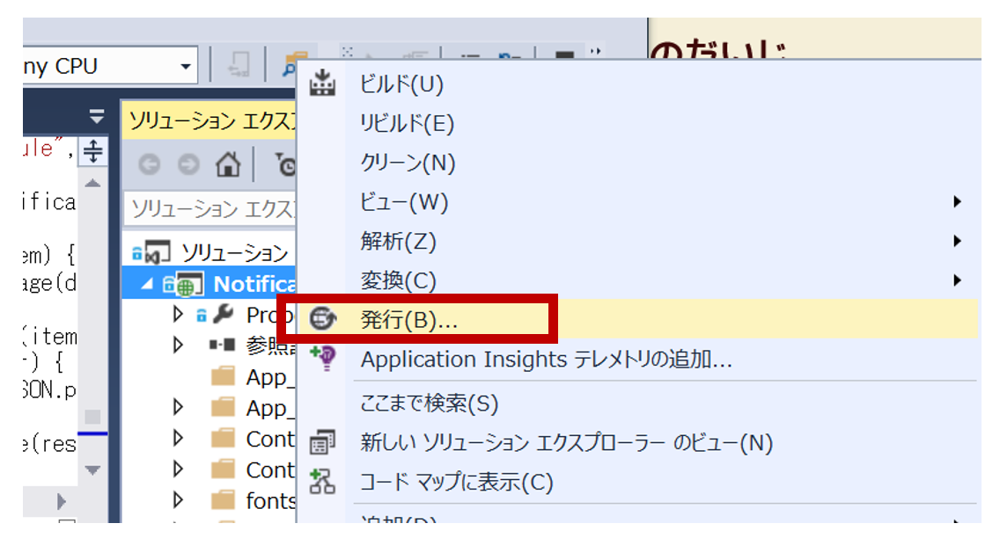 ny CPU
のだいじ
ule",
ifica
em) {
age(d
(item
r) {
SON.p
e(res
ソリューション エクス
ソリューション エクス
ソリューション
Notifica
Prop
参照
App_
App_
Cont
Cont
fonts
ビルド(U)
リビルド(E)
クリーン(N)
ビュー(W)
解析(Z)
変換(C)
発行(B)...
Application Insights テレメトリの追加...
ここまで検索(S)
新しい ソリューション エクスプローラー のビュー(N)
コード マップに表示(C)
追加(D)